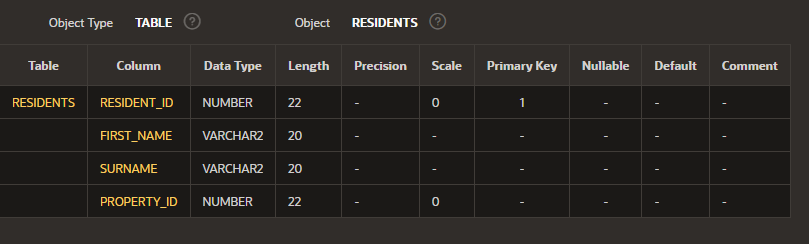 Object Type TABLE ? Object RESIDENTS ?
Table Column Data Type Length Precision Scale Primary Key Nullable Default Comment
RESIDENTS RESIDENT_ID NUMBER 22 - 0 1 - - -
FIRST_NAME VARCHAR2 20 - - - - - -
SURNAME VARCHAR2 20 - - - - - -
PROPERTY_ID NUMBER 22 - 0 - - - -